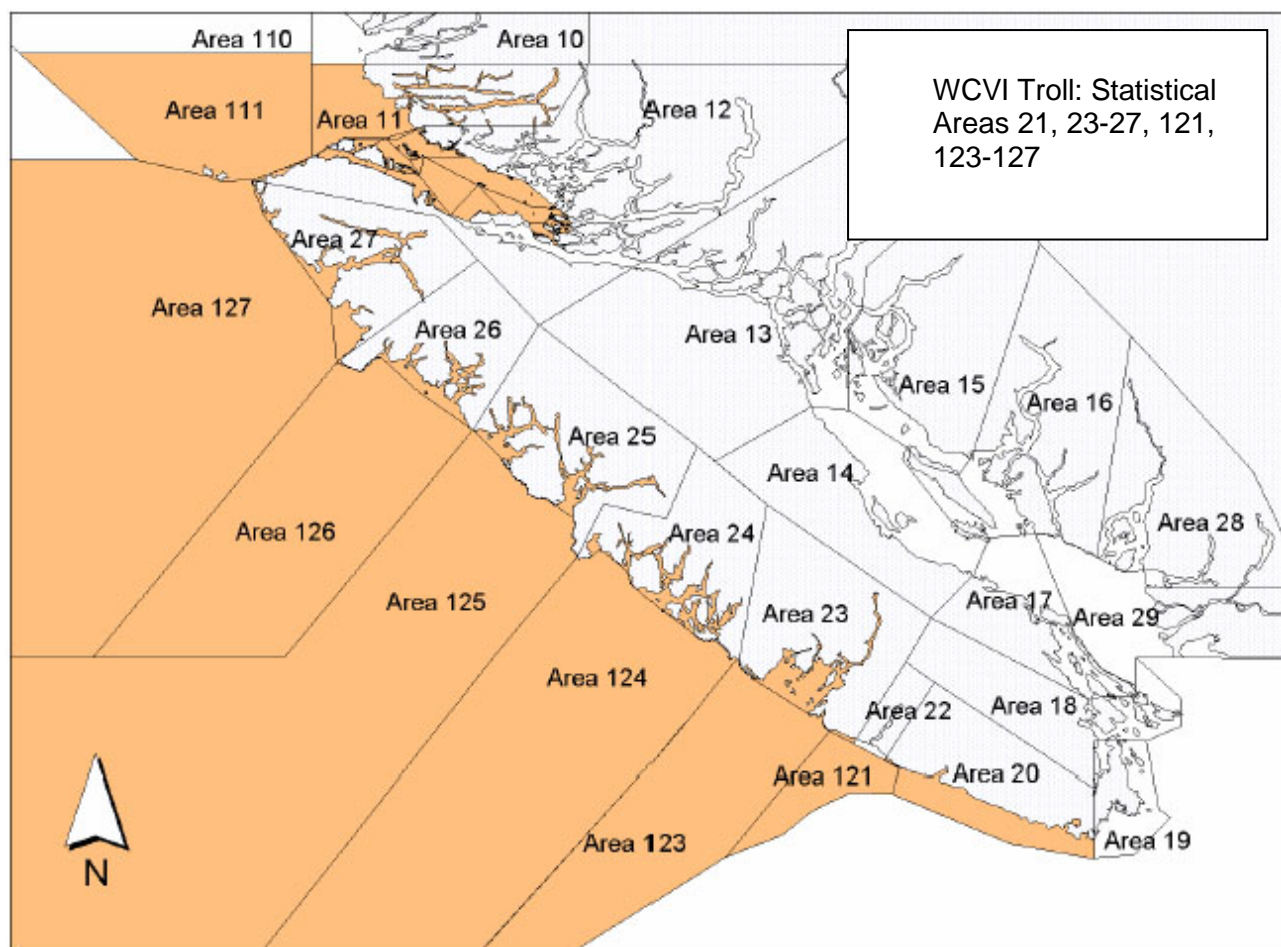 Area 110
Area 10
Area 111
Area 11
Area 12
WCVI Troll: Statistical
Areas 21, 23-27, 121,
123-127
Area 27
Area 127
Area 26
Area 13
Area 15
Area 16
Area 25
Area 14
Area 126
Area 24
Area 28
Area 125
Area 23
Area 17
Area 29
Area 124
Area 22
Area 18
Area 121
Area 20
Area 123
Area 19
N